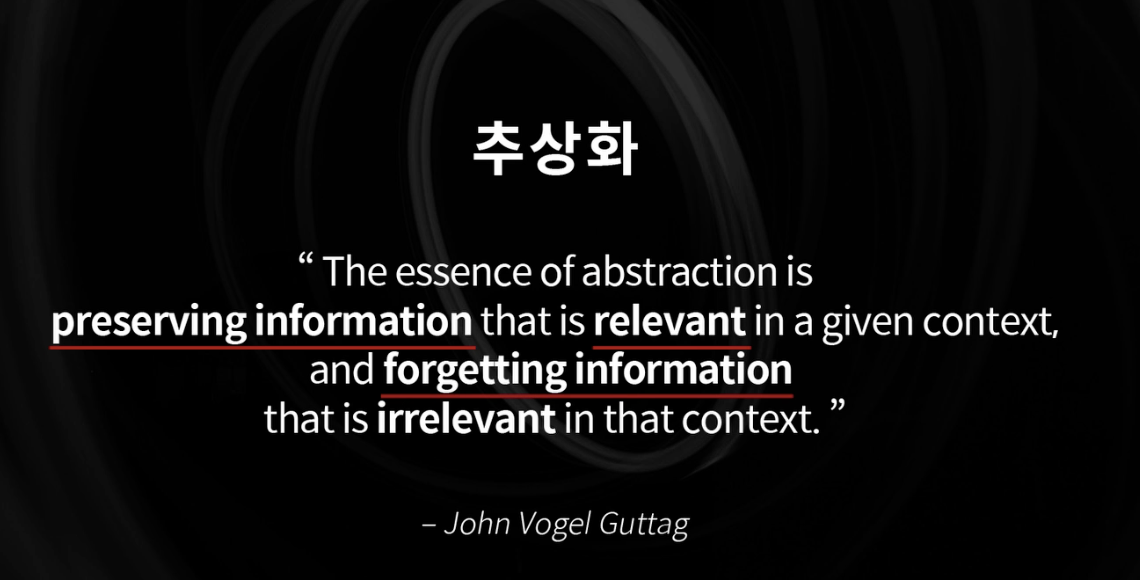 추상화
“ The essence of abstraction is
preserving information that is relevant in a given context,
and forgetting information
that is irrelevant in that context. ”
– John Vogel Guttag